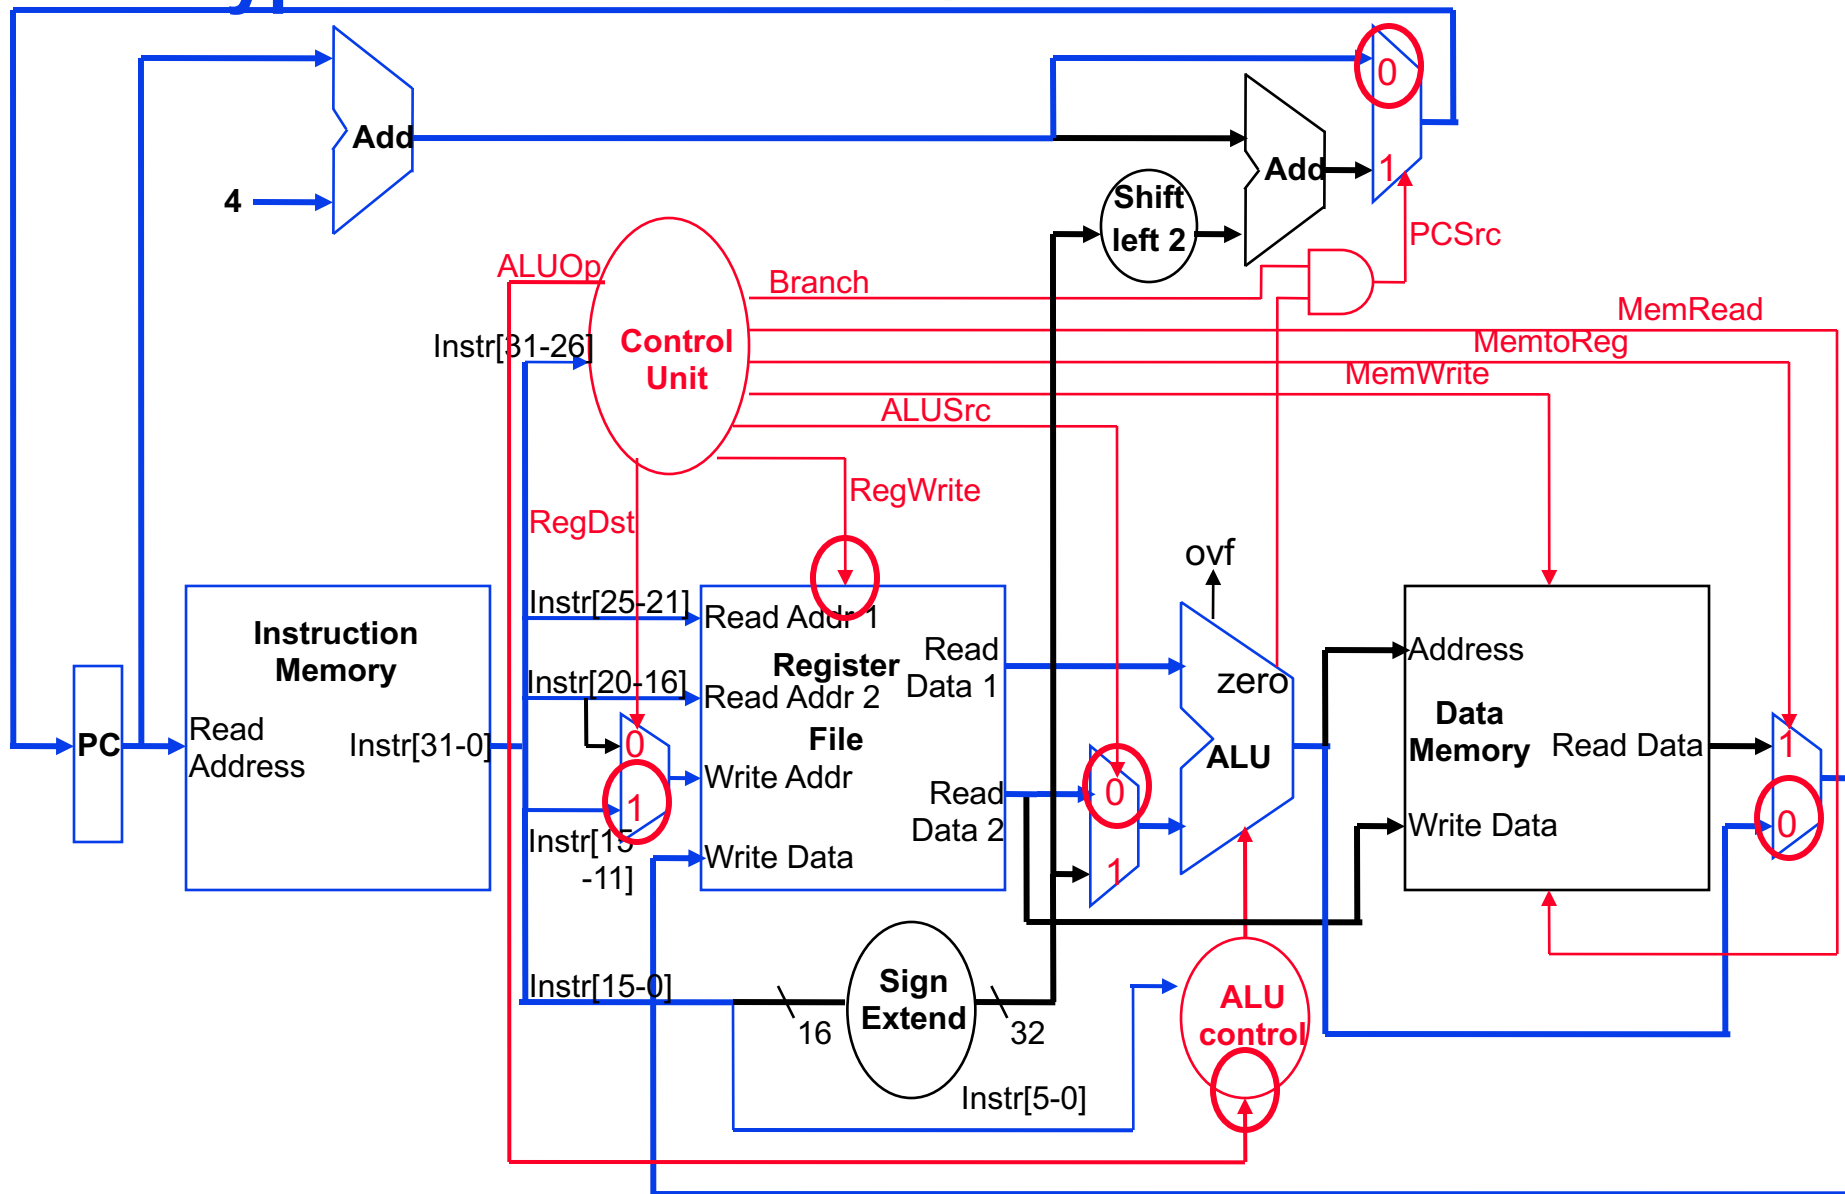 0
Add
Add
1
4
Shift
left 2
PCSrc
ALUOp
Branch
MemRead
Instr[31-26]
Control
Unit
MemtoReg
MemWrite
ALUSrc
RegWrite
RegDst
ovf
Instr[25-21]
Read Addr 1
Instruction
Memory
Register
Read
Data 1
Address
Instr[20-16]
Read Addr 2
zero
PC
Read
Address
Instr[31-0]
0
File
Data
Memory
Read Data
1
ALU
Write Addr
1
Read
Data 2
0
Write Data
0
Instr[15
-11]
Write Data
1
Instr[15-0]
Sign
Extend
16
32
ALU
control
Instr[5-0]